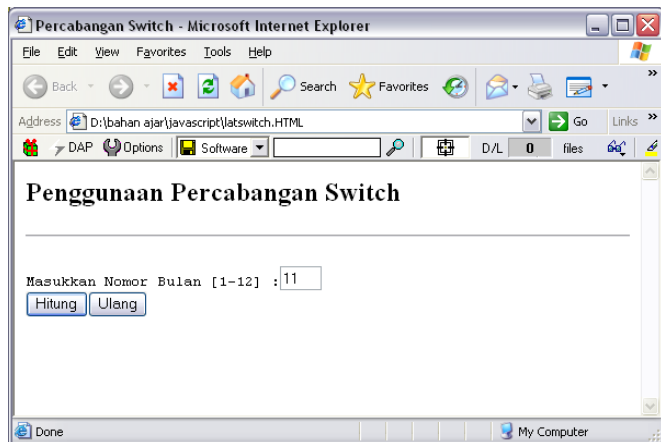 Percabangan Switch - Microsoft Internet Explorer
File Edit View Favorites Tools Help
Back Search Favorites
Address D:\bahan ajar\javascript\latswitch.HTML Go Links »
DAP Options Software D/L 0 files
Penggunaan Percabangan Switch
Masukkan Nomor Bulan [1-12] :11
Hitung Ulang
Done My Computer